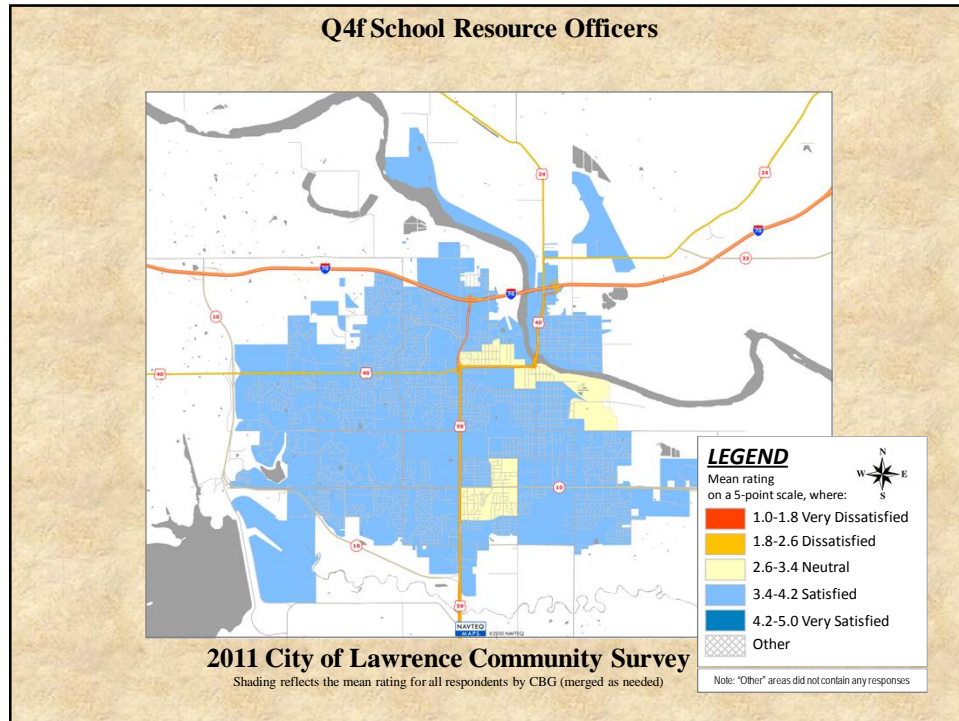 Q4f School Resource Officers
24
24
70
32
70
70
10
40
40
40
59
10
10
59
NAVTEQ
MAPS
©2010 NAVTEQ
LEGEND
Mean rating
on a 5-point scale, where:
N
W E
S
1.0-1.8 Very Dissatisfied
1.8-2.6 Dissatisfied
2.6-3.4 Neutral
3.4-4.2 Satisfied
4.2-5.0 Very Satisfied
Other
Note: “Other” areas did not contain any responses
2011 City of Lawrence Community Survey
Shading reflects the mean rating for all respondents by CBG (merged as needed)